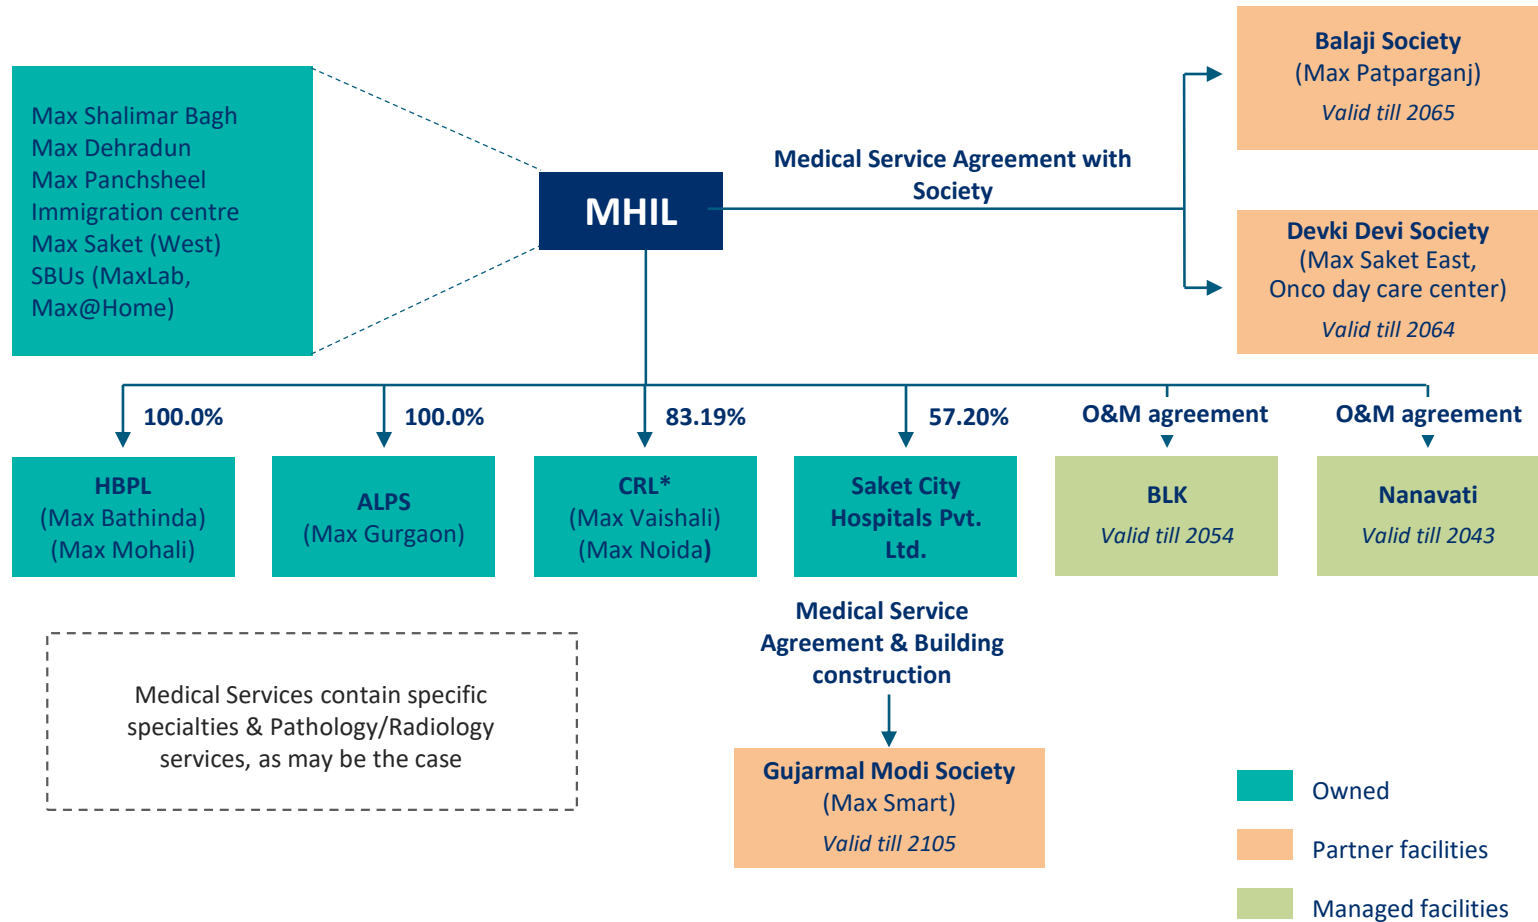 Max Shalimar Bagh
Max Dehradun
Max Panchsheel
Immigration centre
Max Saket (West)
SBUs (MaxLab,
Max@Home)
MHIL
Medical Service Agreement with
Society
Balaji Society
(Max Patparganj)
Valid till 2065
Devki Devi Society
(Max Saket East,
Onco day care center)
Valid till 2064
100.0%
100.0%
83.19%
57.20%
O&M agreement
O&M agreement
HBPL
(Max Bathinda)
(Max Mohali)
ALPS
(Max Gurgaon)
CRL*
(Max Vaishali)
(Max Noida)
Saket City
Hospitals Pvt.
Ltd.
BLK
Valid till 2054
Nanavati
Valid till 2043
Medical Service
Agreement & Building
construction
Medical Services contain specific
specialties & Pathology/Radiology
services, as may be the case
Gujarmal Modi Society
(Max Smart)
Valid till 2105
Owned
Partner facilities
Managed facilities